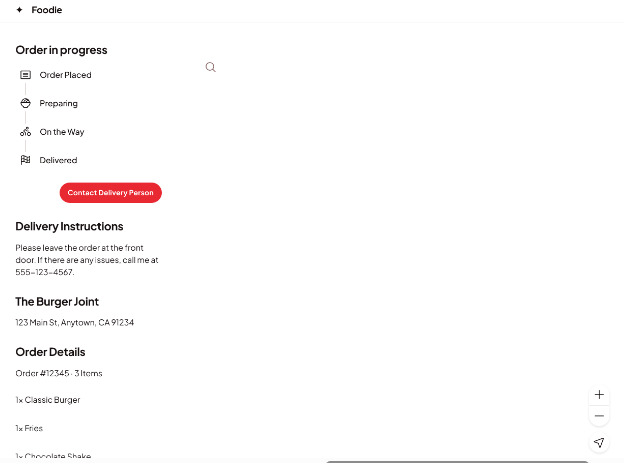 Foodie
Order in progress
Order Placed
Preparing
On the Way
Delivered
Contact Delivery Person
Delivery Instructions
Please leave the order at the front
door. If there are any issues, call me at
555-123-4567.
The Burger Joint
123 Main St, Anytown, CA 91234
Order Details
Order #12345 · 3 Items
1x Classic Burger
1x Fries
1x Chocolate Shake